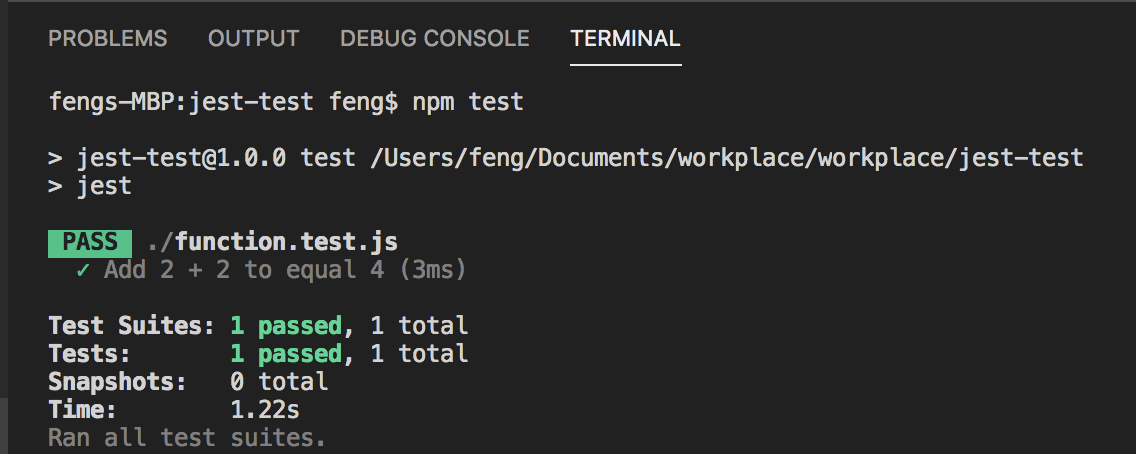 PROBLEMS OUTPUT DEBUG CONSOLE TERMINAL
fengs-MBP:jest-test feng$ npm test
> jest-test@1.0.0 test /Users/feng/Documents/workplace/workplace/jest-test
> jest
PASS ./function.test.js
✓ Add 2 + 2 to equal 4 (3ms)
Test Suites: 1 passed, 1 total
Tests: 1 passed, 1 total
Snapshots: 0 total
Time: 1.22s
Ran all test suites.